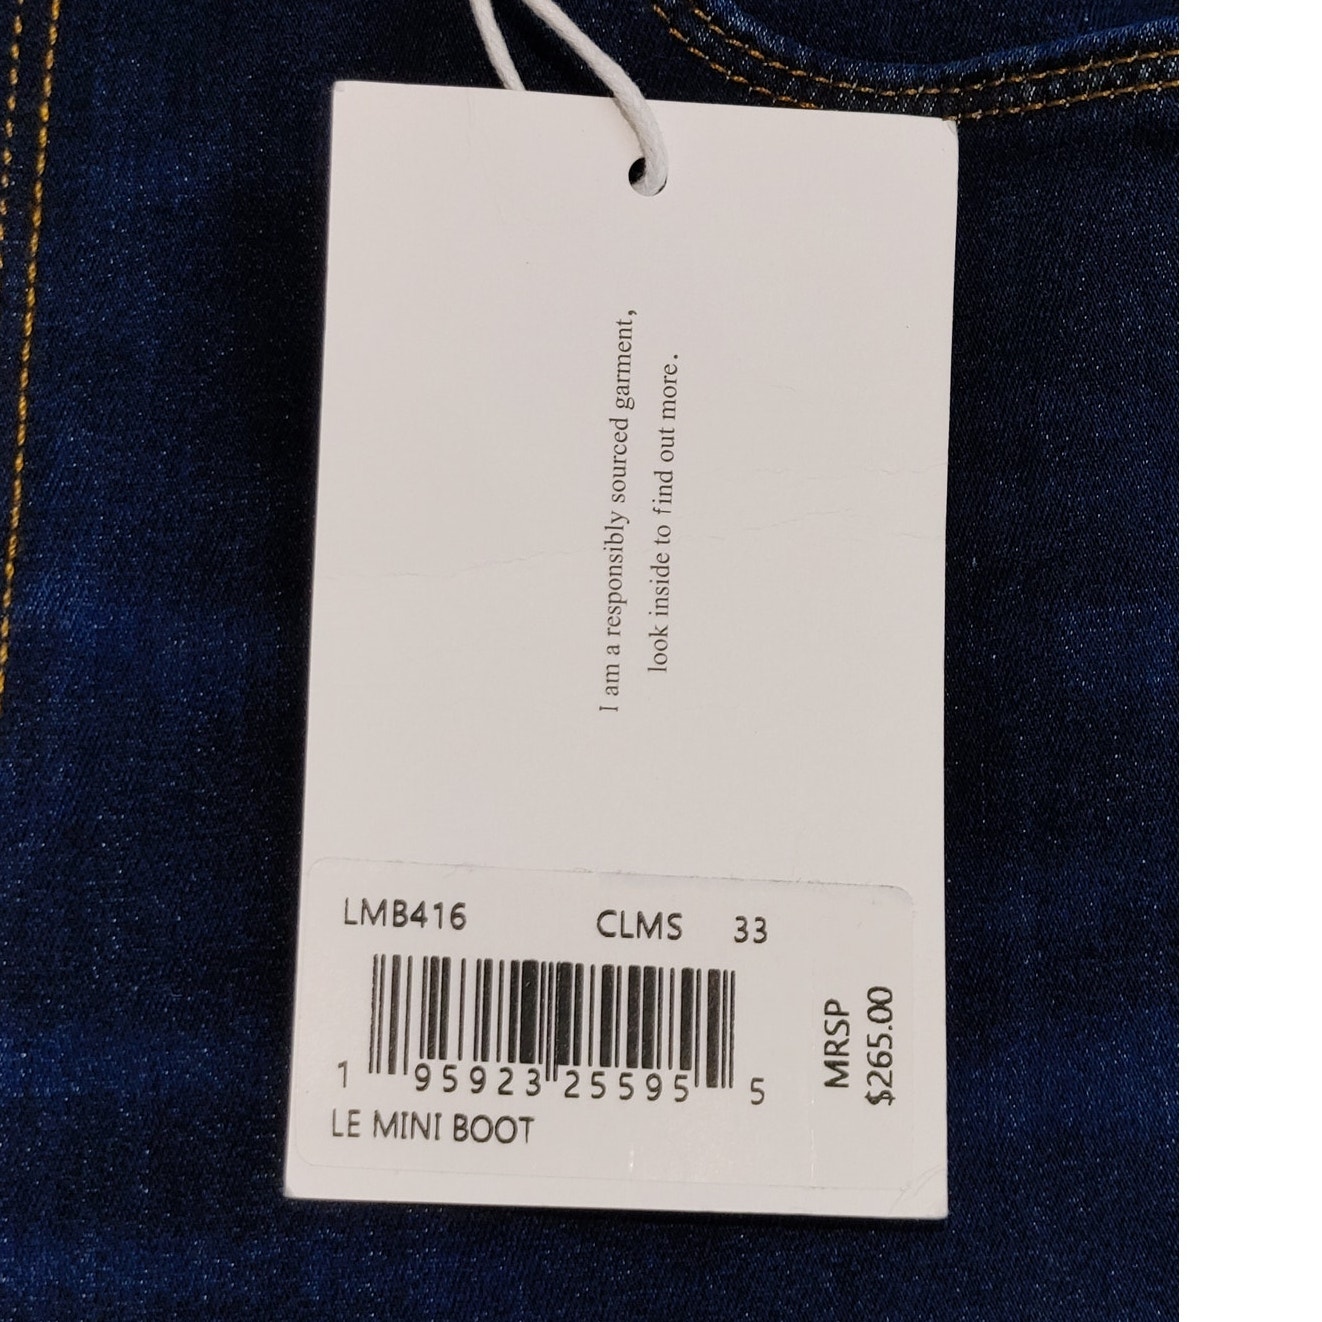 I am a responsibly sourced garment,
look inside to find out more.
LMB416 CLMS 33
1 95923 25595 5
LE MINI BOOT
MRSP
$265.00